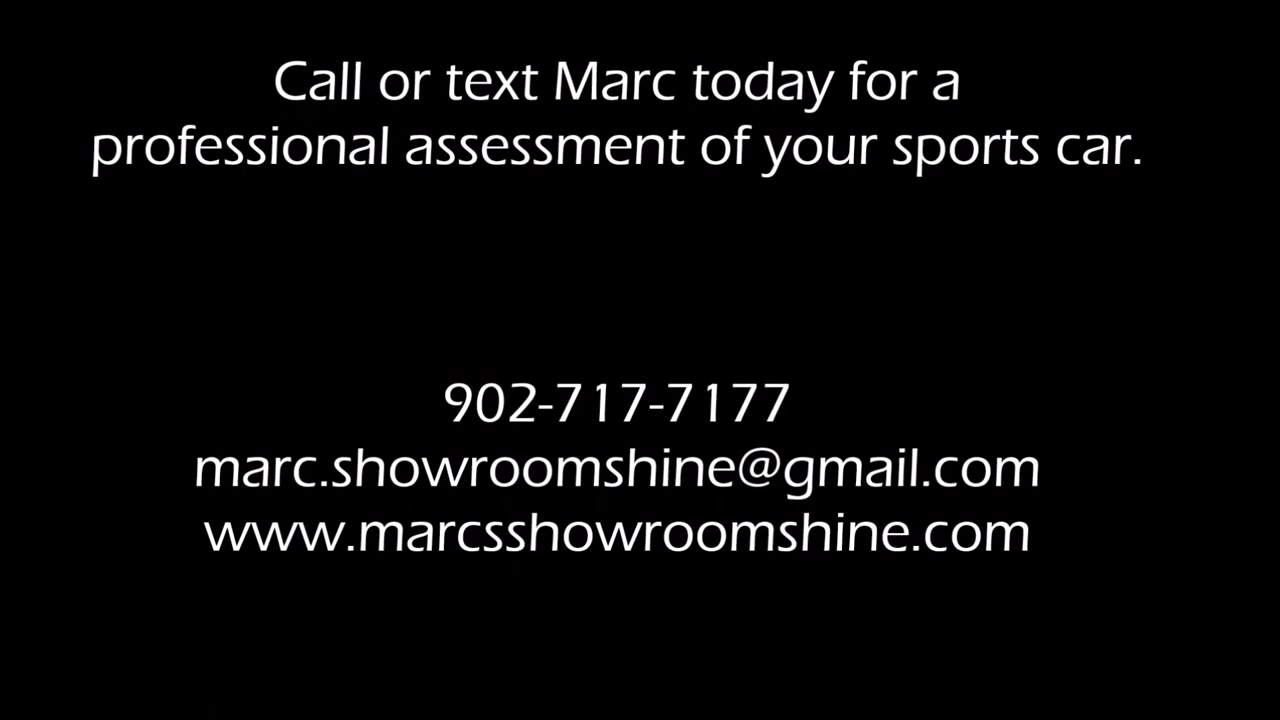 Call or text Marc today for a
professional assessment of your sports car.
902-717-7177
marc.showroomshine@gmail.com
www.marcsshowroomshine.com